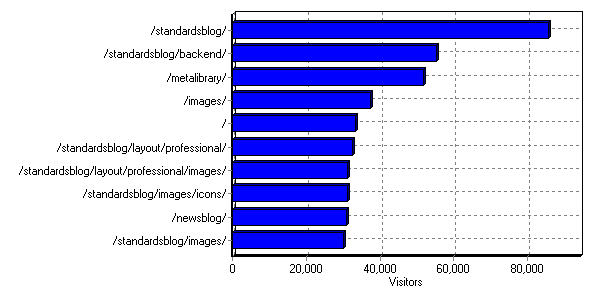 /standardsblog/
/standardsblog/backend/
/metalibrary/
/images/
/
/standardsblog/layout/professional/
/standardsblog/layout/professional/images/
/standardsblog/images/icons/
/newsblog/
/standardsblog/images/
0 20,000 40,000 60,000 80,000
Visitors